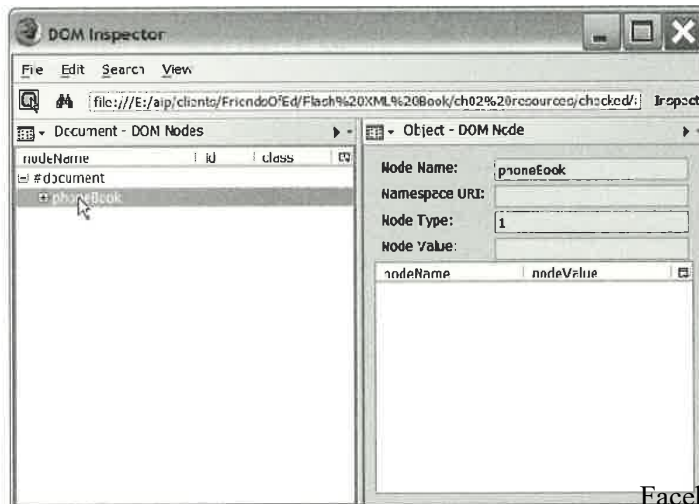 DOM Inspector
File Edit Search View
file:///E:/aip/clients/FriendsOfEd/Flash%20XML%20Book/ch02%20resources/checked/: Inspect
Document - DOM Nodes
nodeName id class
#document
phoneBook
Object - DOM Node
Node Name: phoneBook
Namespace URI:
Node Type: 1
Node Value:
nodeName nodeValue